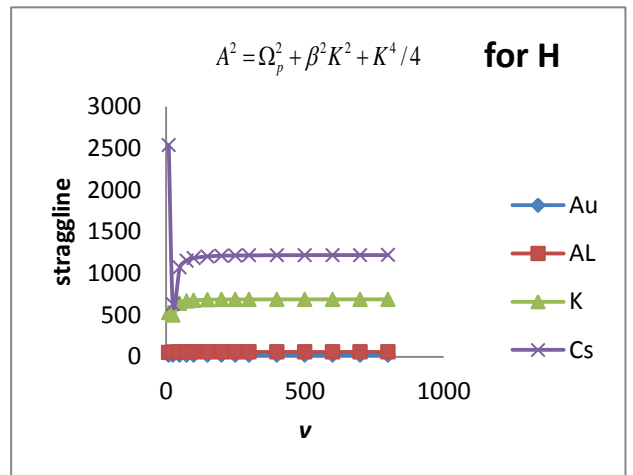 A² = Ω_p² + β²K² + K⁴/4
for H
3000
2500
2000
1500
1000
500
0
straggline
0
500
1000
v
Au
AL
K
Cs